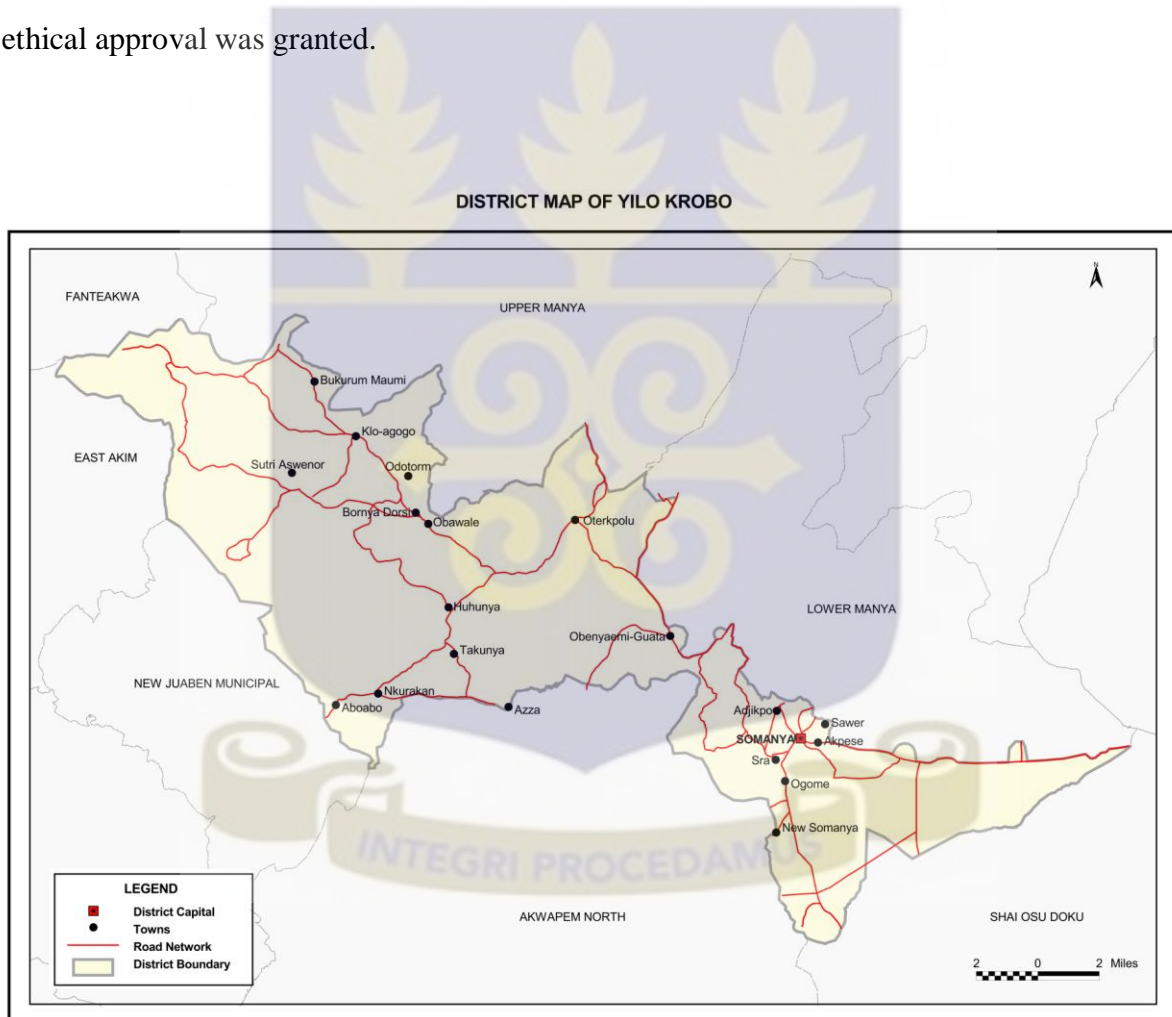 ethical approval was granted.
DISTRICT MAP OF YILO KROBO
N
FANTEAKWA
UPPER MANYA
Bukurum Maumi
Klo-agogo
EAST AKIM
Sutri Aswenor
Odotorm
Bornya Dorsi
Obawale
Oterkpolu
Huhunya
LOWER MANYA
Obenyaemi-Guata
Takunya
NEW JUABEN MUNICIPAL
Nkurakan
Aboabo
Azza
Adjikpo
Sawer
SOMANYA
Akpese
Sra
Ogome
New Somanya
INTEGRI PROCEDAMUS
LEGEND
District Capital
Towns
Road Network
District Boundary
AKWAPEM NORTH
SHAI OSU DOKU
2 0 2 Miles